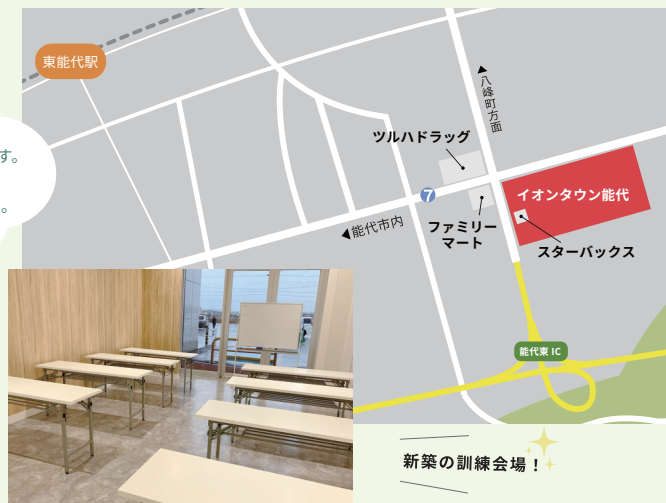 東能代駅
す。
。
▲八峰町方面
ツルハドラッグ
7
イオンタウン能代
◀能代市内
ファミリー
マート
スターバックス
能代東 IC
新築の訓練会場！